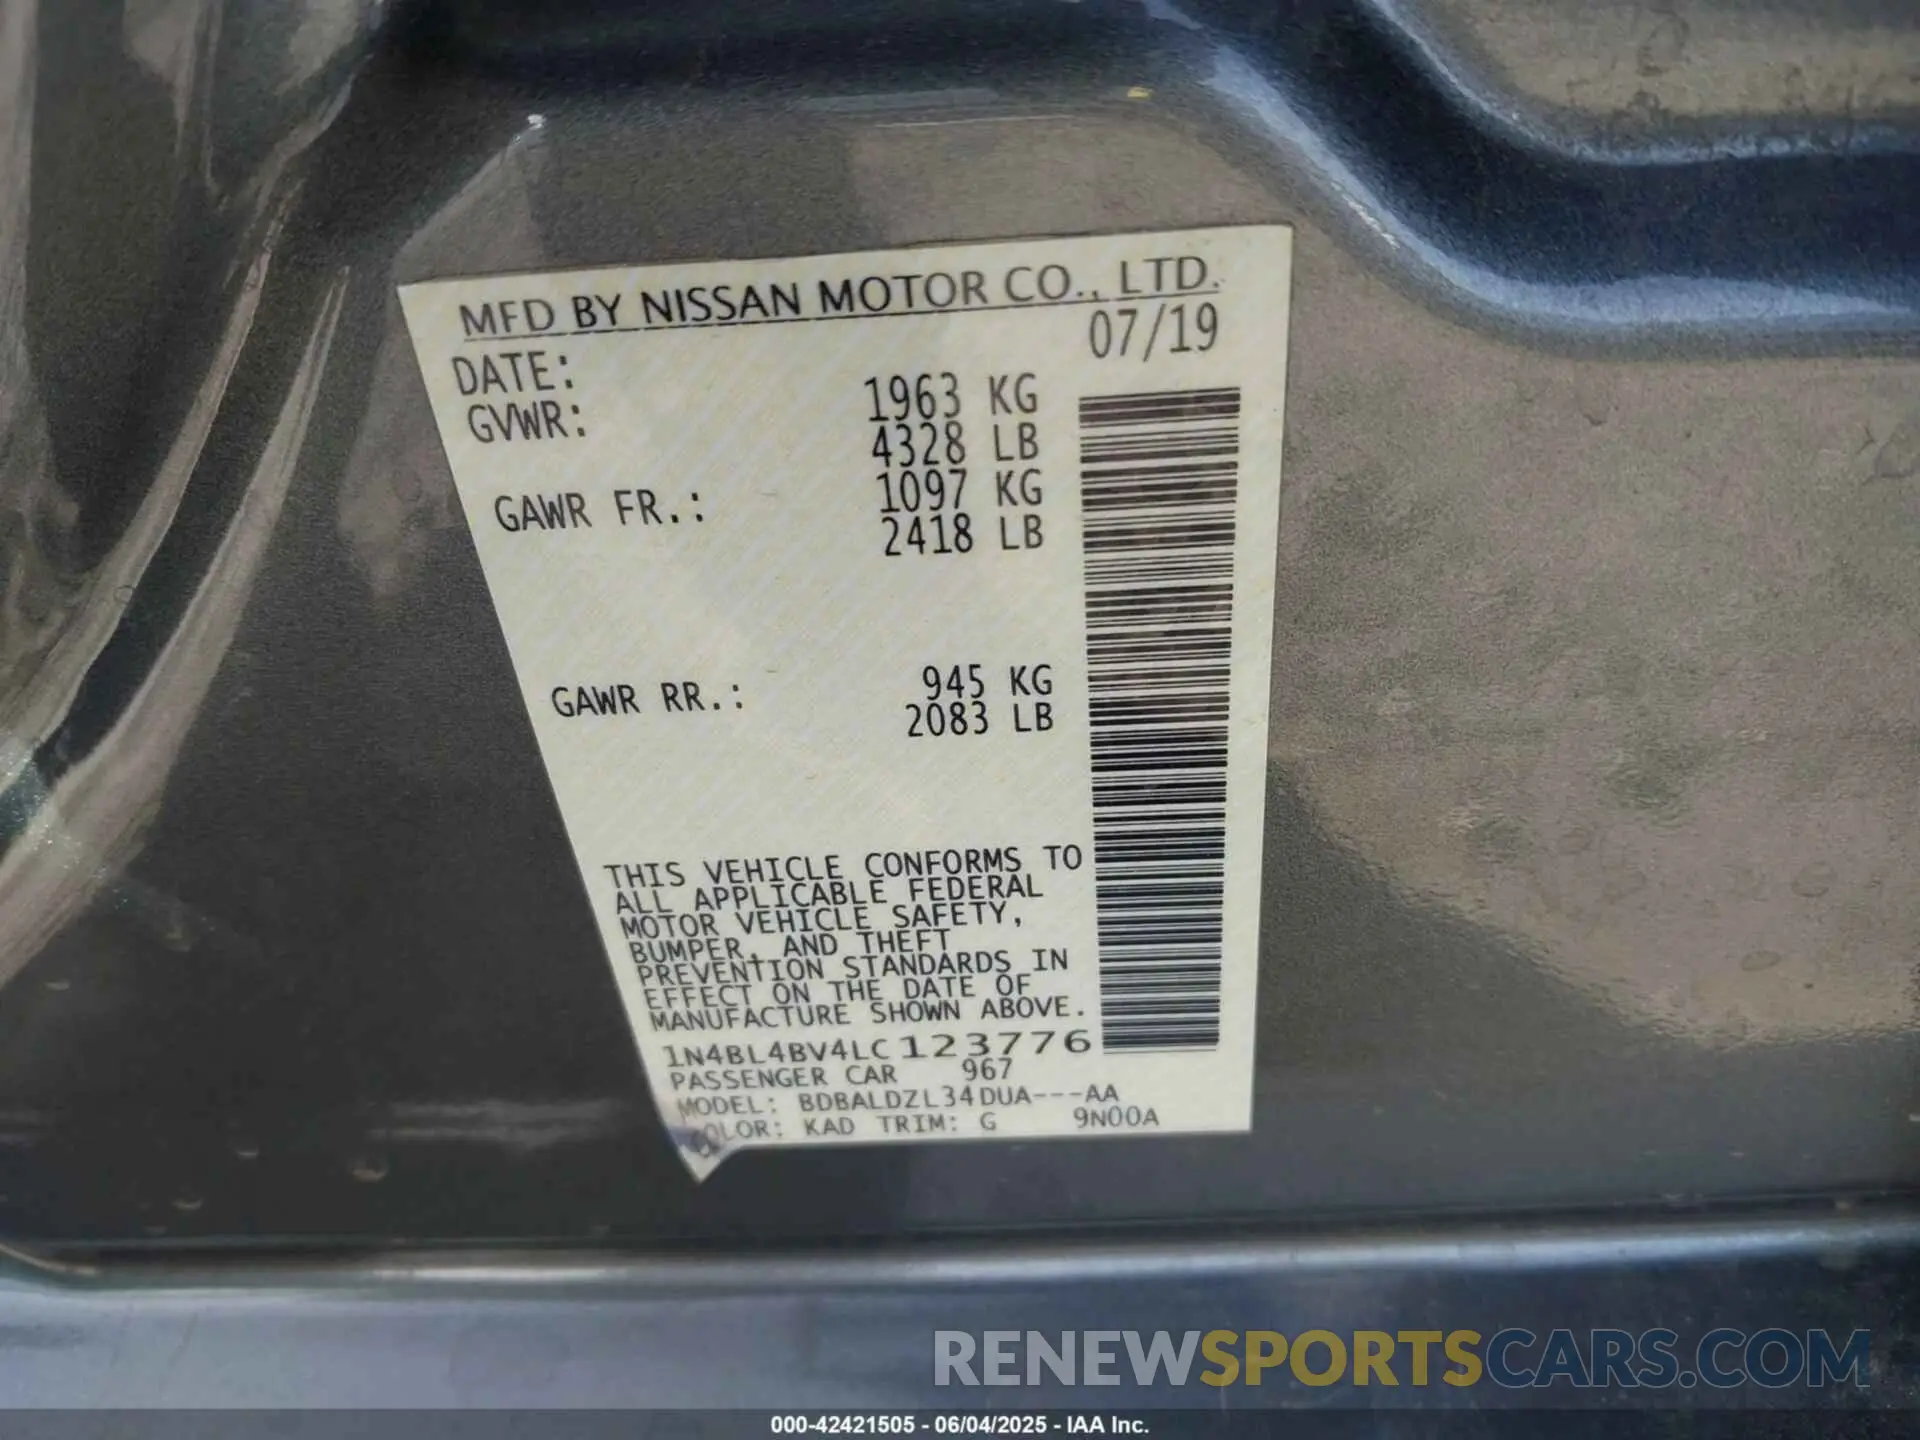 MFD BY NISSAN MOTOR CO., LTD.
DATE: 07/19
GVWR: 1963 KG
4328 LB
GAWR FR.: 1097 KG
2418 LB
GAWR RR.: 945 KG
2083 LB
THIS VEHICLE CONFORMS TO
ALL APPLICABLE FEDERAL
MOTOR VEHICLE SAFETY,
BUMPER, AND THEFT
PREVENTION STANDARDS IN
EFFECT ON THE DATE OF
MANUFACTURE SHOWN ABOVE.
1N4BL4BV4LC123776
PASSENGER CAR 967
MODEL: BDBALDZL34DUA---AA
COLOR: KAD TRIM: G 9N00A
RENEWSPORTSCARS.COM
000-42421505 - 06/04/2025 - IAA Inc.